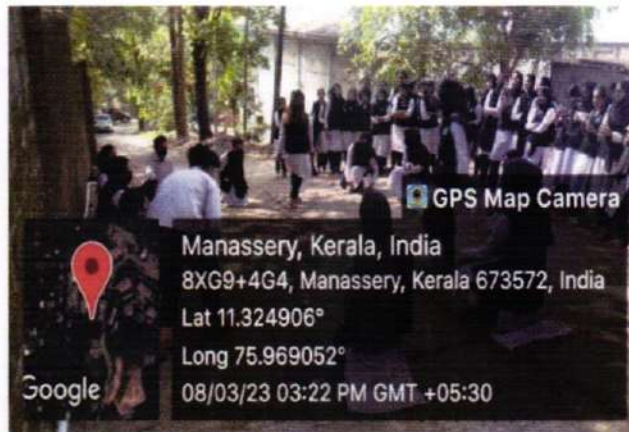 GPS Map Camera
Manassery, Kerala, India
8XG9+4G4, Manassery, Kerala 673572, India
Lat 11.324906°
Long 75.969052°
Google
08/03/23 03:22 PM GMT +05:30